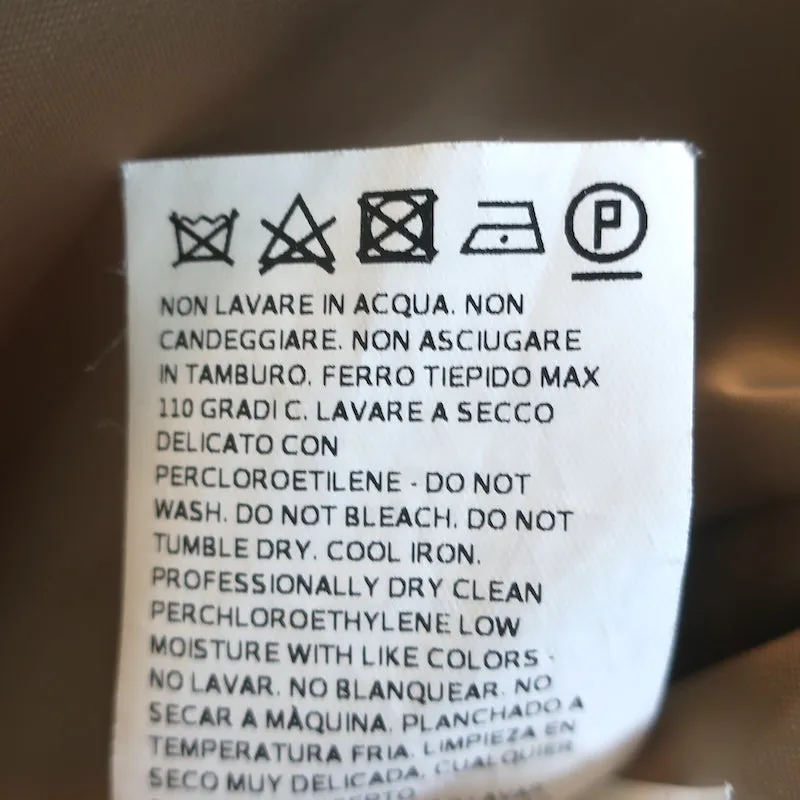 P
NON LAVARE IN ACQUA. NON
CANDEGGIARE. NON ASCIUGARE
IN TAMBURO. FERRO TIEPIDO MAX
110 GRADI C. LAVARE A SECCO
DELICATO CON
PERCLOROETILENE - DO NOT
WASH. DO NOT BLEACH. DO NOT
TUMBLE DRY. COOL IRON.
PROFESSIONALLY DRY CLEAN
PERCHLOROETHYLENE LOW
MOISTURE WITH LIKE COLORS -
NO LAVAR. NO BLANQUEAR. NO
SECAR A MÀQUINA. PLANCHADO A
TEMPERATURA FRIA. LIMPIEZA EN
SECO MUY DELICADA, CUALQUIER